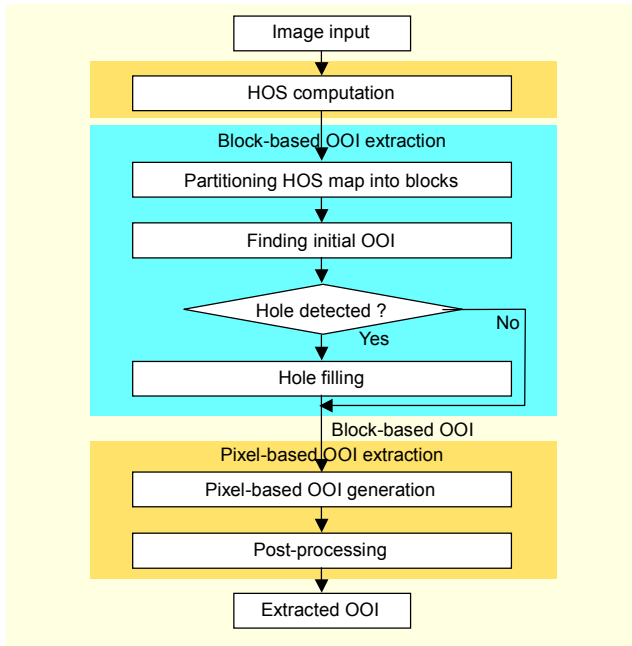 Image input
HOS computation
Block-based OOI extraction
Partitioning HOS map into blocks
Finding initial OOI
Hole detected ?
No
Yes
Hole filling
Block-based OOI
Pixel-based OOI extraction
Pixel-based OOI generation
Post-processing
Extracted OOI